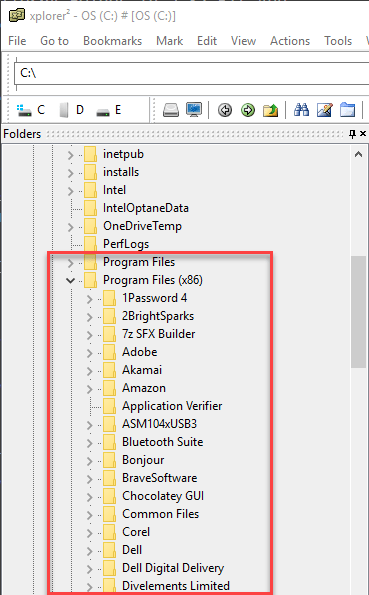 xplorer² - OS (C:) # [OS (C:)]
File Go to Bookmarks Mark Edit View Actions Tools W
C:\
C D E
Folders
inetpub
installs
Intel
IntelOptaneData
OneDriveTemp
PerfLogs
Program Files
Program Files (x86)
1Password 4
2BrightSparks
7z SFX Builder
Adobe
Akamai
Amazon
Application Verifier
ASM104xUSB3
Bluetooth Suite
Bonjour
BraveSoftware
Chocolatey GUI
Common Files
Corel
Dell
Dell Digital Delivery
Divelements Limited